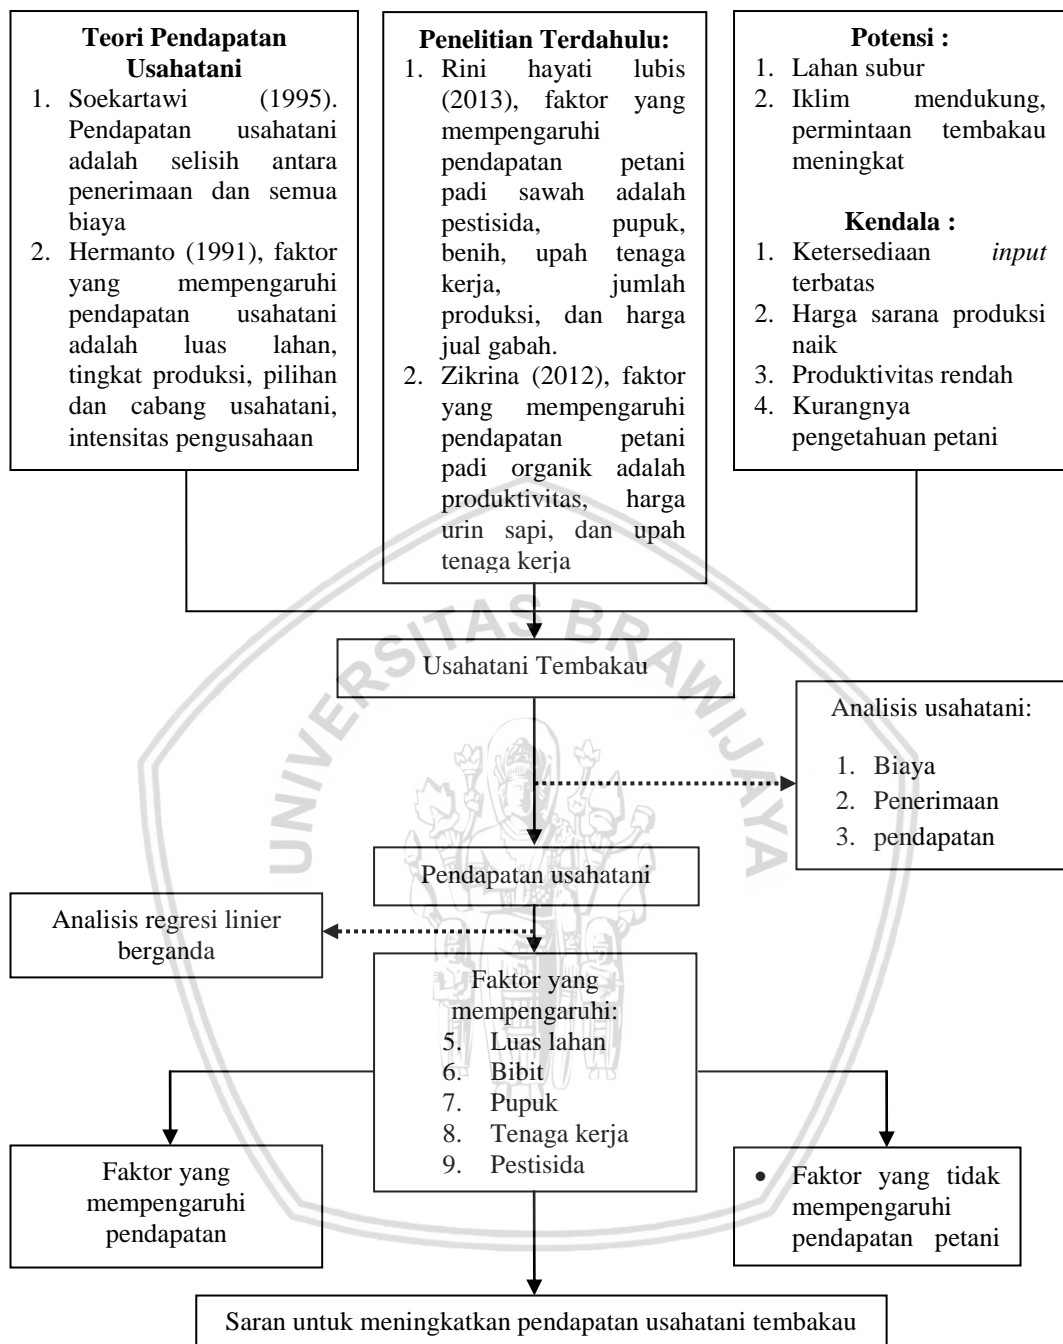 Teori Pendapatan
Usahatani
1. Soekartawi (1995).
Pendapatan usahatani
adalah selisih antara
penerimaan dan semua
biaya
2. Hermanto (1991), faktor
yang mempengaruhi
pendapatan usahatani
adalah luas lahan,
tingkat produksi, pilihan
dan cabang usahatani,
intensitas pengusahaan
Penelitian Terdahulu:
1. Rini hayati lubis
(2013), faktor yang
mempengaruhi
pendapatan petani
padi sawah adalah
pestisida, pupuk,
benih, upah tenaga
kerja, jumlah
produksi, dan harga
jual gabah.
2. Zikrina (2012), faktor
yang mempengaruhi
pendapatan petani
padi organik adalah
produktivitas, harga
urin sapi, dan upah
tenaga kerja
Potensi :
1. Lahan subur
2. Iklim mendukung,
permintaan tembakau
meningkat
Kendala :
1. Ketersediaan input
terbatas
2. Harga sarana produksi
naik
3. Produktivitas rendah
4. Kurangnya
pengetahuan petani
UNIVERSITAS BRAWIJAYA
Usahatani Tembakau
Analisis usahatani:
1. Biaya
2. Penerimaan
3. pendapatan
Pendapatan usahatani
Analisis regresi linier
berganda
Faktor yang
mempengaruhi:
5. Luas lahan
6. Bibit
7. Pupuk
8. Tenaga kerja
9. Pestisida
Faktor yang
mempengaruhi
pendapatan
• Faktor yang tidak
mempengaruhi
pendapatan petani
Saran untuk meningkatkan pendapatan usahatani tembakau